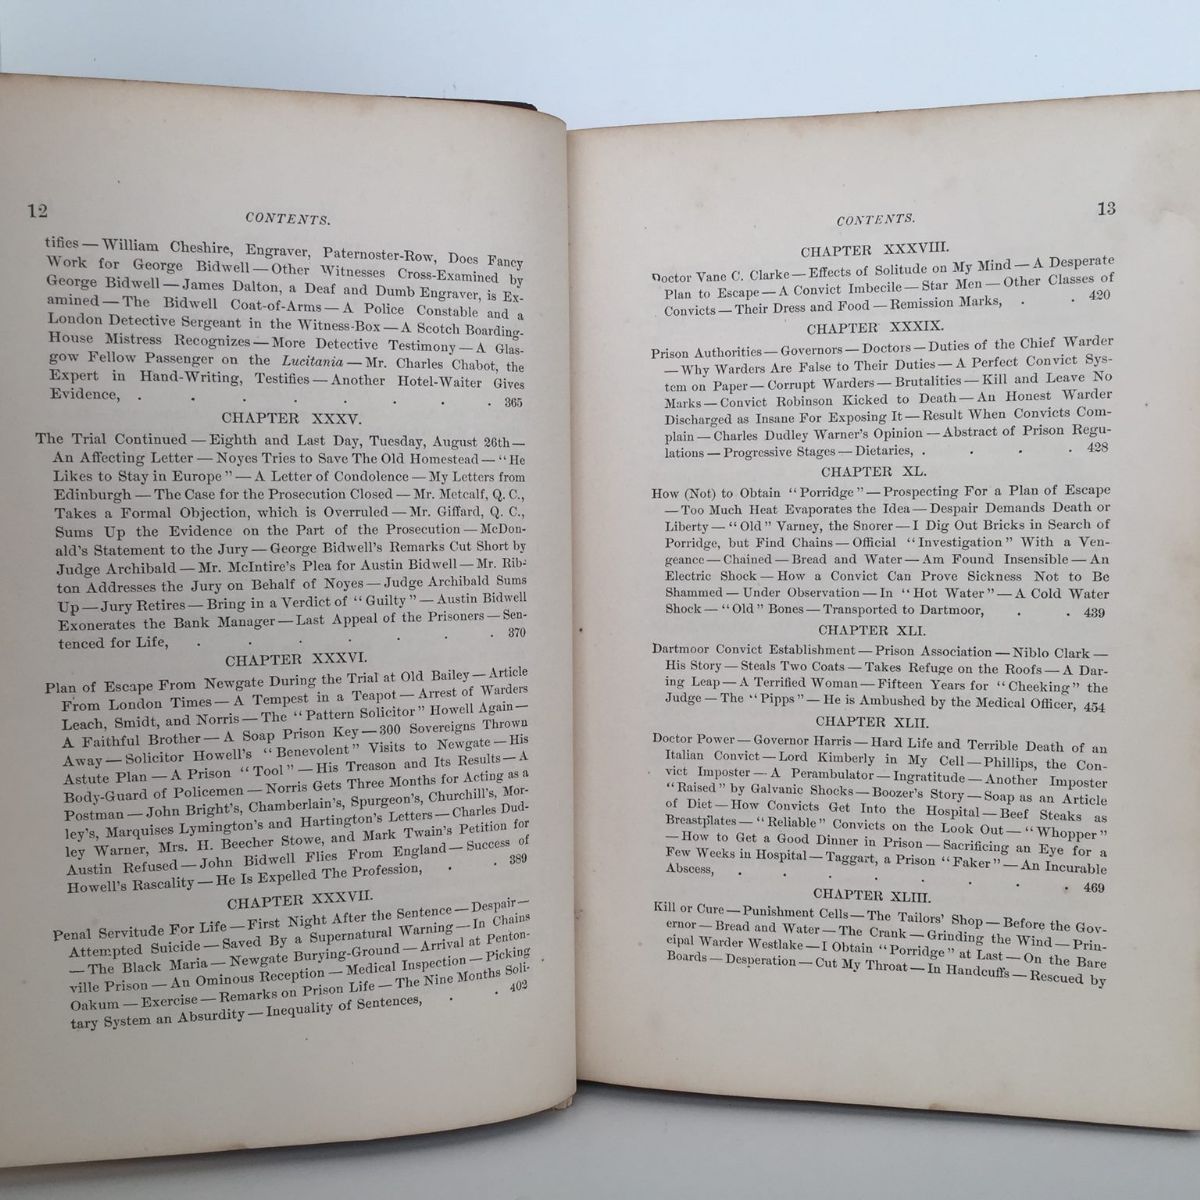 12
CONTENTS.
tifies — William Cheshire, Engraver, Paternoster-Row, Does Fancy
Work for George Bidwell — Other Witnesses Cross-Examined by
George Bidwell — James Dalton, a Deaf and Dumb Engraver, is Ex-
amined — The Bidwell Coat-of-Arms — A Police Constable and a
London Detective Sergeant in the Witness-Box — A Scotch Boarding-
House Mistress Recognizes — More Detective Testimony — A Glas-
gow Fellow Passenger on the Lucitania — Mr. Charles Chabot, the
Expert in Hand-Writing, Testifies — Another Hotel-Waiter Gives
Evidence, . . . . . . . . 365
CHAPTER XXXV.
The Trial Continued — Eighth and Last Day, Tuesday, August 26th —
An Affecting Letter — Noyes Tries to Save The Old Homestead — “He
Likes to Stay in Europe” — A Letter of Condolence — My Letters from
Edinburgh — The Case for the Prosecution Closed — Mr. Metcalf, Q. C.,
Takes a Formal Objection, which is Overruled — Mr. Giffard, Q. C.,
Sums Up the Evidence on the Part of the Prosecution — McDon-
ald's Statement to the Jury — George Bidwell's Remarks Cut Short by
Judge Archibald — Mr. McIntire's Plea for Austin Bidwell — Mr. Rib-
ton Addresses the Jury on Behalf of Noyes — Judge Archibald Sums
Up — Jury Retires — Bring in a Verdict of “Guilty” — Austin Bidwell
Exonerates the Bank Manager — Last Appeal of the Prisoners — Sen-
tenced for Life, . . . . . . . 370
CHAPTER XXXVI.
Plan of Escape From Newgate During the Trial at Old Bailey — Article
From London Times — A Tempest in a Teapot — Arrest of Warders
Leach, Smidt, and Norris — The “Pattern Solicitor” Howell Again —
A Faithful Brother — A Soap Prison Key — 300 Sovereigns Thrown
Away — Solicitor Howell's “Benevolent” Visits to Newgate — His
Astute Plan — A Prison “Tool” — His Treason and Its Results — A
Body-Guard of Policemen — Norris Gets Three Months for Acting as a
Postman — John Bright's, Chamberlain's, Spurgeon's, Churchill's, Mor-
ley's, Marquises Lymington's and Hartington's Letters — Charles Dud-
ley Warner, Mrs. H. Beecher Stowe, and Mark Twain's Petition for
Austin Refused — John Bidwell Flies From England — Success of
Howell's Rascality — He Is Expelled The Profession, . . 389
CHAPTER XXXVII.
Penal Servitude For Life — First Night After the Sentence — Despair —
Attempted Suicide — Saved By a Supernatural Warning — In Chains
— The Black Maria — Newgate Burying-Ground — Arrival at Penton-
ville Prison — An Ominous Reception — Medical Inspection — Picking
Oakum — Exercise — Remarks on Prison Life — The Nine Months Soli-
tary System an Absurdity — Inequality of Sentences, . . 402
CONTENTS.
13
CHAPTER XXXVIII.
Doctor Vane C. Clarke — Effects of Solitude on My Mind — A Desperate
Plan to Escape — A Convict Imbecile — Star Men — Other Classes of
Convicts — Their Dress and Food — Remission Marks, . . 420
CHAPTER XXXIX.
Prison Authorities — Governors — Doctors — Duties of the Chief Warder
— Why Warders Are False to Their Duties — A Perfect Convict Sys-
tem on Paper — Corrupt Warders — Brutalities — Kill and Leave No
Marks — Convict Robinson Kicked to Death — An Honest Warder
Discharged as Insane For Exposing It — Result When Convicts Com-
plain — Charles Dudley Warner's Opinion — Abstract of Prison Regu-
lations — Progressive Stages — Dietaries, . . . . 428
CHAPTER XL.
How (Not) to Obtain “Porridge” — Prospecting For a Plan of Escape
— Too Much Heat Evaporates the Idea — Despair Demands Death or
Liberty — “Old” Varney, the Snorer — I Dig Out Bricks in Search of
Porridge, but Find Chains — Official “Investigation” With a Ven-
geance — Chained — Bread and Water — Am Found Insensible — An
Electric Shock — How a Convict Can Prove Sickness Not to Be
Shammed — Under Observation — In “Hot Water” — A Cold Water
Shock — “Old” Bones — Transported to Dartmoor, . . 439
CHAPTER XLI.
Dartmoor Convict Establishment — Prison Association — Niblo Clark —
His Story — Steals Two Coats — Takes Refuge on the Roofs — A Dar-
ing Leap — A Terrified Woman — Fifteen Years for “Cheeking” the
Judge — The “Pipps” — He is Ambushed by the Medical Officer, 454
CHAPTER XLII.
Doctor Power — Governor Harris — Hard Life and Terrible Death of an
Italian Convict — Lord Kimberly in My Cell — Phillips, the Con-
vict Imposter — A Perambulator — Ingratitude — Another Imposter
“Raised” by Galvanic Shocks — Boozer's Story — Soap as an Article
of Diet — How Convicts Get Into the Hospital — Beef Steaks as
Breastplates — “Reliable” Convicts on the Look Out — “Whopper”
— How to Get a Good Dinner in Prison — Sacrificing an Eye for a
Few Weeks in Hospital — Taggart, a Prison “Faker” — An Incurable
Abscess, . . . . . . . . 469
CHAPTER XLIII.
Kill or Cure — Punishment Cells — The Tailors' Shop — Before the Gov-
ernor — Bread and Water — The Crank — Grinding the Wind — Prin-
cipal Warder Westlake — I Obtain “Porridge” at Last — On the Bare
Boards — Desperation — Cut My Throat — In Handcuffs — Rescued by